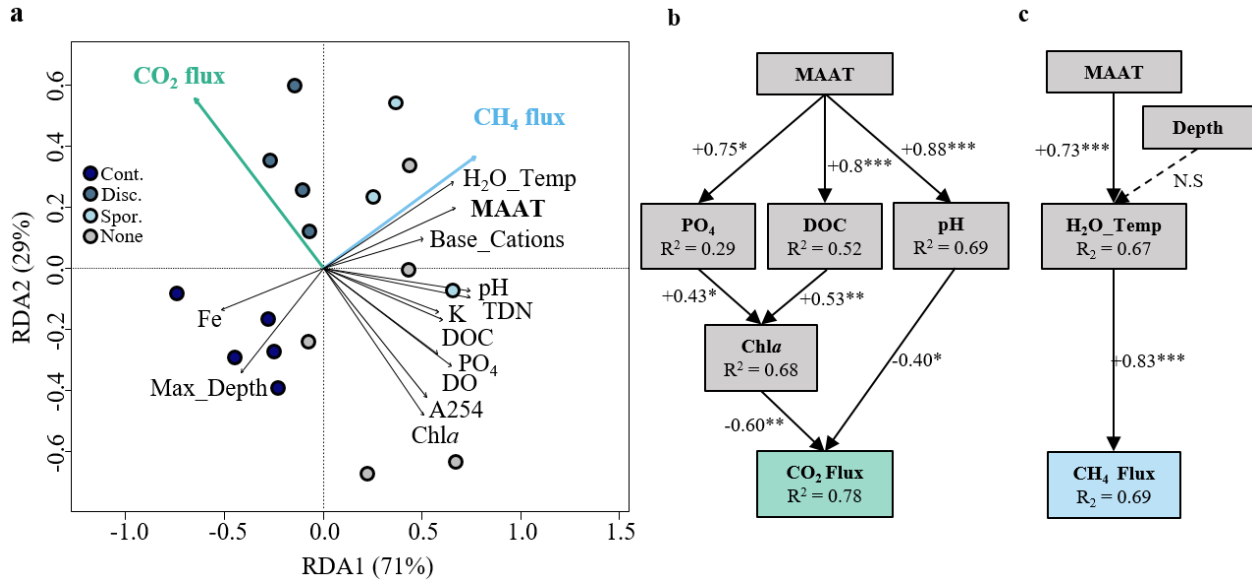 a
CO₂ flux
CH₄ flux
H₂O_Temp
MAAT
Base_Cations
pH
TDN
K
DOC
PO₄
DO
A254
Chla
Fe
Max_Depth
Cont.
Disc.
Spor.
None
RDA2 (29%)
0.6
0.4
0.2
0.0
-0.2
-0.4
-0.6
-1.0 -0.5 0.0 0.5 1.0 1.5
RDA1 (71%)
b
MAAT
+0.75*
+0.8***
+0.88***
PO₄
R² = 0.29
DOC
R² = 0.52
pH
R² = 0.69
+0.43*
+0.53**
Chla
R² = 0.68
-0.40*
-0.60**
CO₂ Flux
R² = 0.78
c
MAAT
Depth
+0.73***
N.S
H₂O_Temp
R₂ = 0.67
+0.83***
CH₄ Flux
R₂ = 0.69